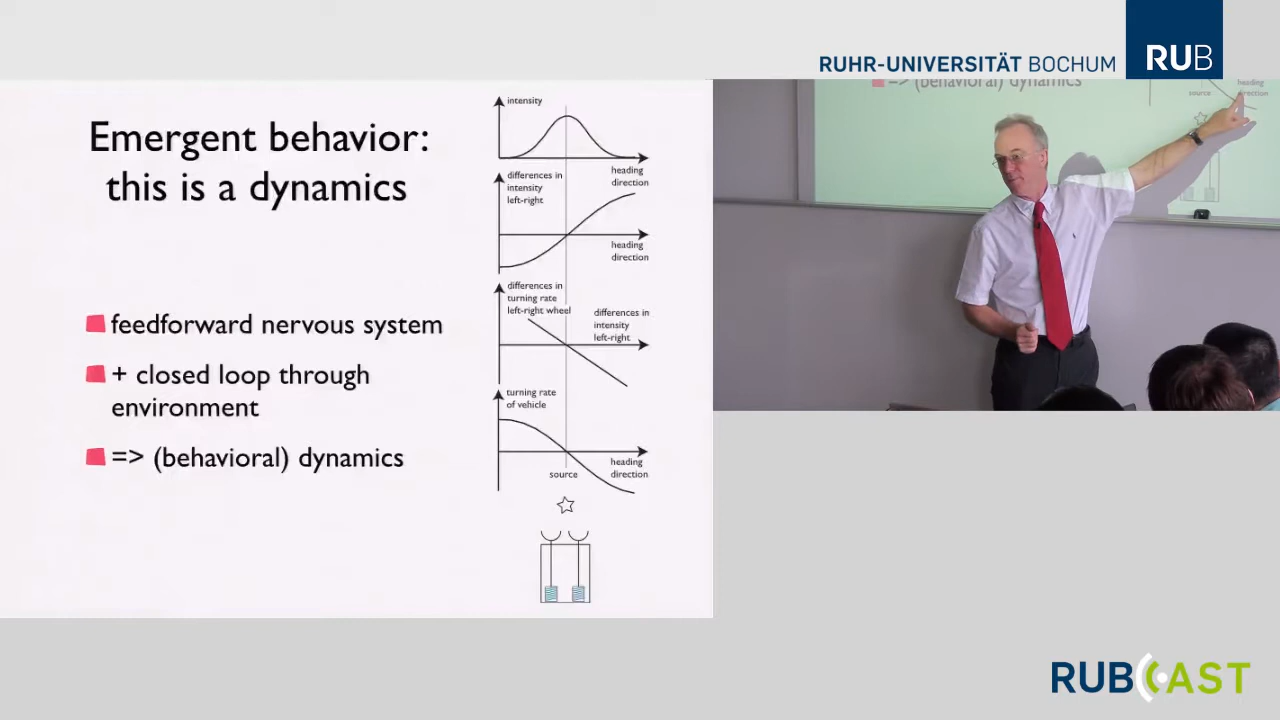 RUHR-UNIVERSITÄT BOCHUM
RUB
Emergent behavior:
this is a dynamics
feedforward nervous system
+ closed loop through
environment
=> (behavioral) dynamics
intensity
heading
direction
differences in
intensity
left-right
heading
direction
differences in
turning rate
left-right wheel
differences in
intensity
left-right
turning rate
of vehicle
source
heading
direction
=> (behavioral) dynamics
source
heading
direction
RUBCAST